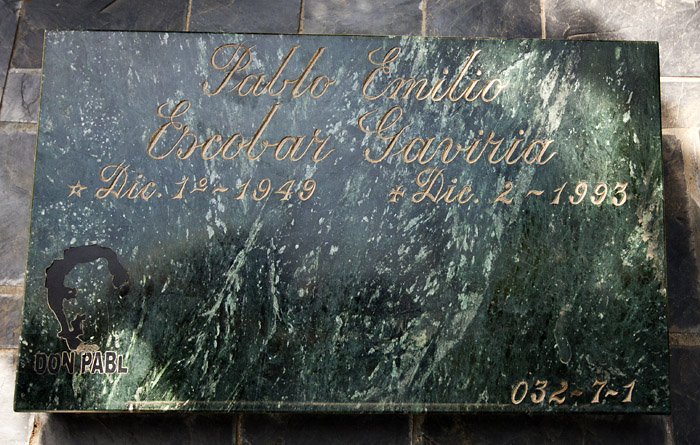 Pablo Emilio
Escobar Gaviria
☆ Dic. 1º ~ 1949 ✝ Dic. 2 ~ 1993
DON PABL
032-7-1